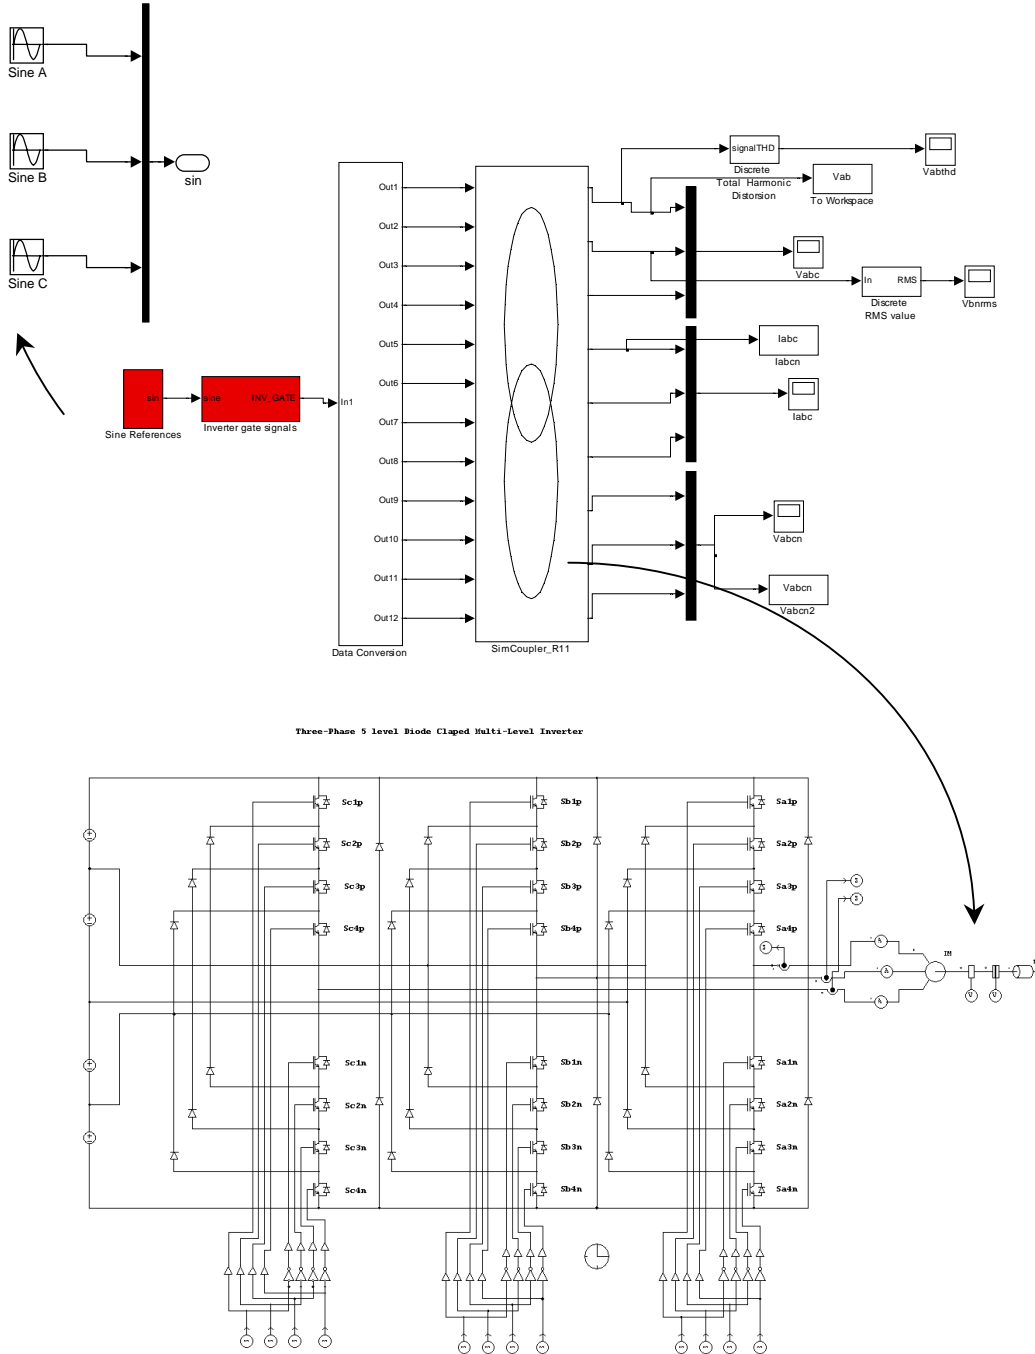 Sine A
Sine B
Sine C
sin
sin
Sine References
sine
INV_GATE
Inverter gate signals
In1
Out1
Out2
Out3
Out4
Out5
Out6
Out7
Out8
Out9
Out10
Out11
Out12
Data Conversion
SimCoupler_R11
signalTHD
Discrete
Total Harmonic
Distorsion
Vabthd
Vab
To Workspace
Vabc
In
RMS
Discrete
RMS value
Vbnrms
Iabc
Iabcn
Iabc
Vabcn
Vabcn
Vabcn2
Three-Phase 5 level Diode Claped Multi-Level Inverter
Sc1p
Sb1p
Sa1p
Sc2p
Sb2p
Sa2p
Sc3p
Sb3p
Sa3p
Sc4p
Sb4p
Sa4p
IM
Sc1n
Sb1n
Sa1n
Sc2n
Sb2n
Sa2n
Sc3n
Sb3n
Sa3n
Sc4n
Sb4n
Sa4n